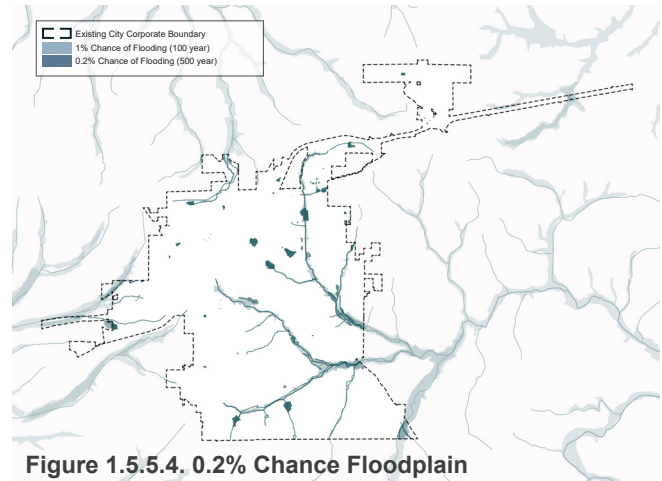 Existing City Corporate Boundary
1% Chance of Flooding (100 year)
0.2% Chance of Flooding (500 year)
Figure 1.5.5.4. 0.2% Chance Floodplain